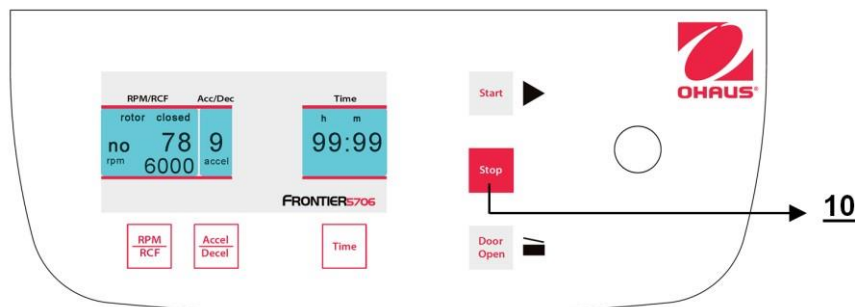 RPM/RCF Acc/Dec
rotor closed
no 78 9
rpm 6000 accel
Time
h m
99:99
FRONTIER5706
RPM
RCF
Accel
Decel
Time
Start
Stop
Door
Open
OHAUS®
10